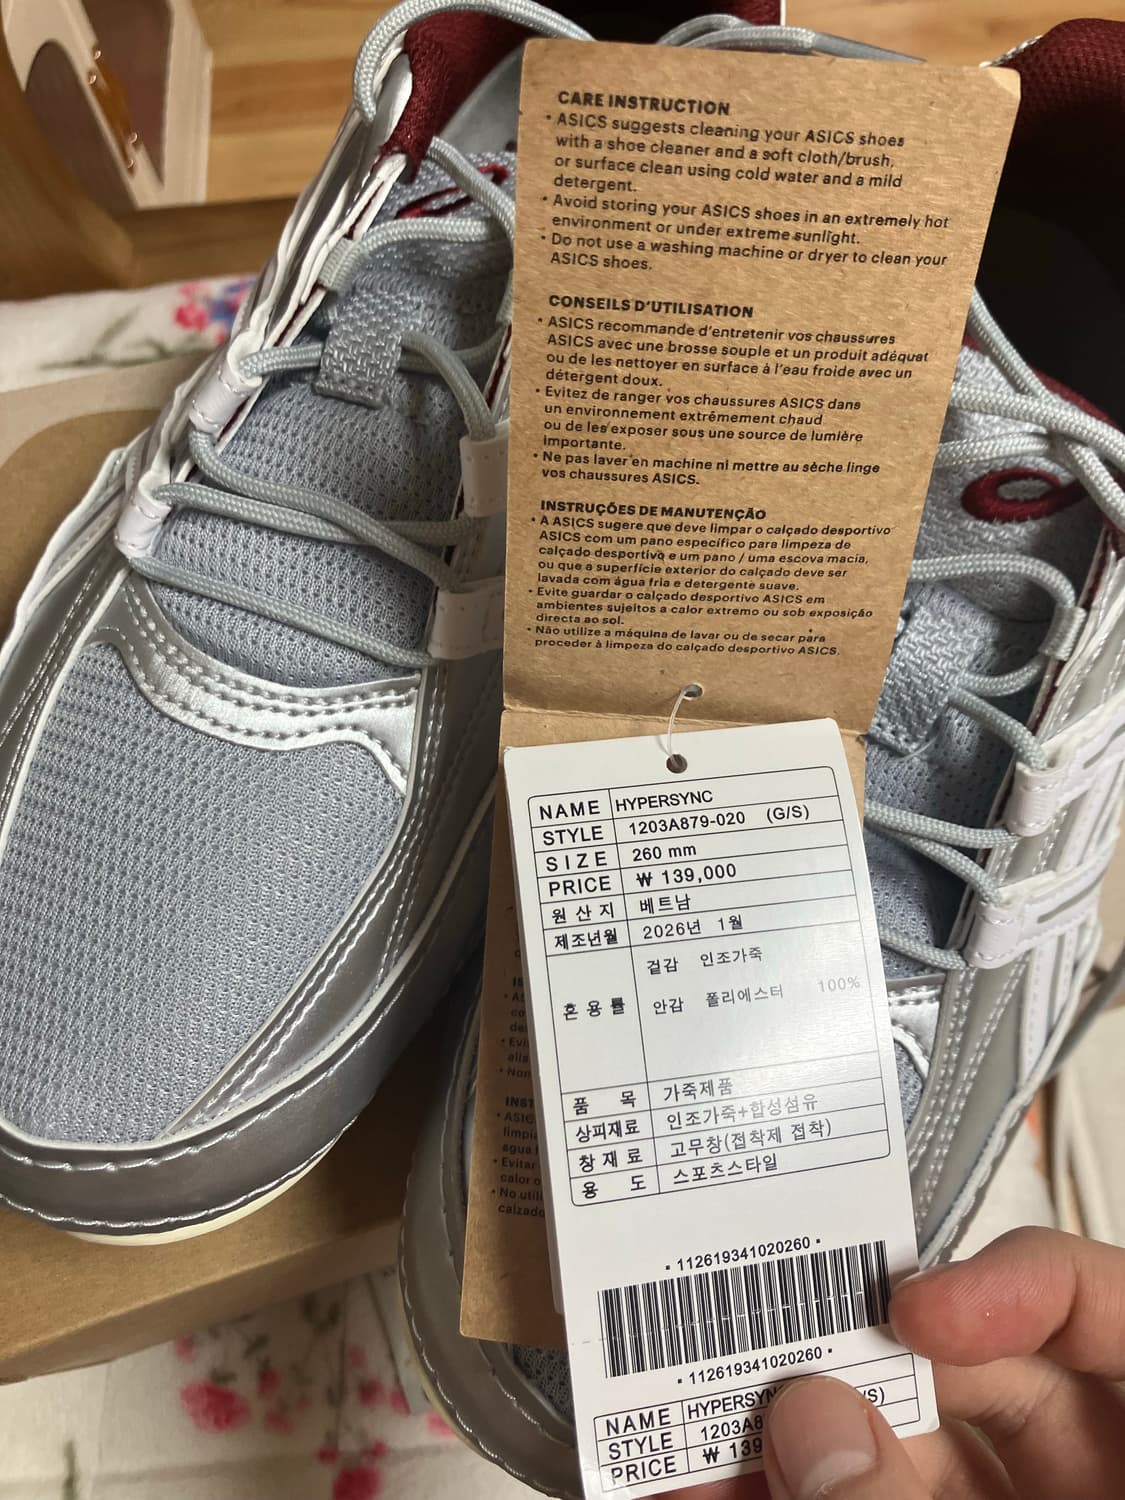 CARE INSTRUCTION
• ASICS suggests cleaning your ASICS shoes
with a shoe cleaner and a soft cloth/brush,
or surface clean using cold water and a mild
detergent.
• Avoid storing your ASICS shoes in an extremely hot
environment or under extreme sunlight.
• Do not use a washing machine or dryer to clean your
ASICS shoes.
CONSEILS D'UTILISATION
• ASICS recommande d'entretenir vos chaussures
ASICS avec une brosse souple et un produit adéquat
ou de les nettoyer en surface à l'eau froide avec un
détergent doux.
• Evitez de ranger vos chaussures ASICS dans
un environnement extrêmement chaud
ou de les exposer sous une source de lumière
importante.
• Ne pas laver en machine ni mettre au sèche linge
vos chaussures ASICS.
INSTRUÇÕES DE MANUTENÇÃO
• A ASICS sugere que deve limpar o calçado desportivo
ASICS com um pano específico para limpeza de
calçado desportivo e um pano / uma escova macia,
ou que a superfície exterior do calçado deve ser
lavada com água fria e detergente suave.
• Evite guardar o calçado desportivo ASICS em
ambientes sujeitos a calor extremo ou sob exposição
directa ao sol.
• Não utilize a máquina de lavar ou de secar para
proceder à limpeza do calçado desportivo ASICS.
NAME HYPERSYNC
STYLE 1203A879-020 (G/S)
SIZE 260 mm
PRICE ₩ 139,000
원산지 베트남
제조년월 2026년 1월
혼용률 겉감 인조가죽
안감 폴리에스터 100%
품목 가죽제품
상피재료 인조가죽+합성섬유
창재료 고무창(접착제 접착)
용도 스포츠스타일
• 112619341020260 •
• 112619341020260 •
NAME HYPERSYN /S)
STYLE 1203A8
PRICE ₩ 139